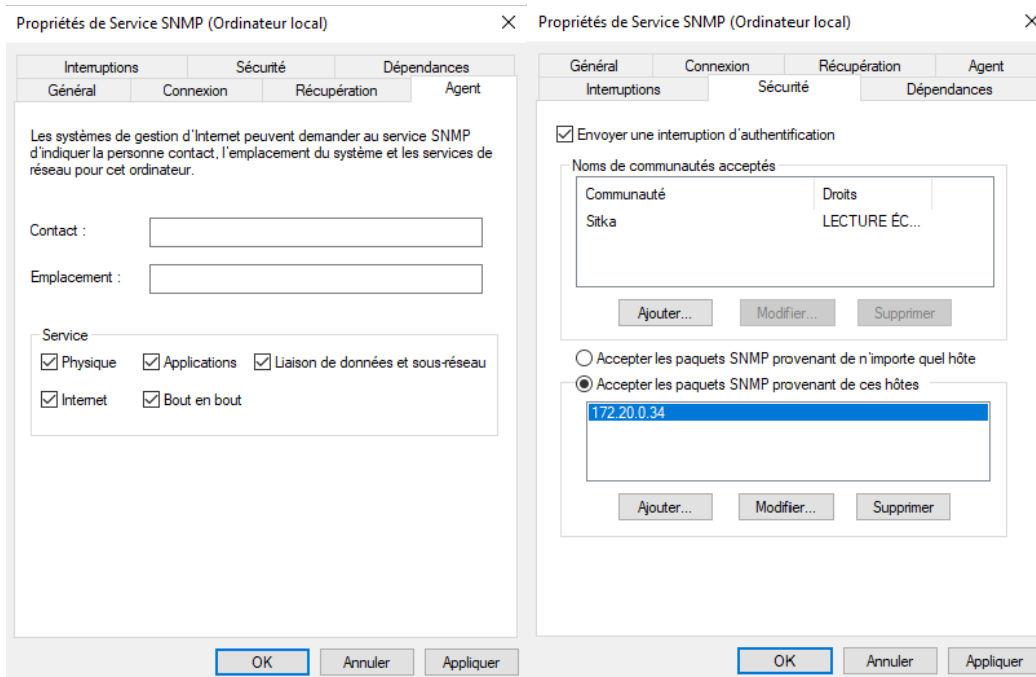 Propriétés de Service SNMP (Ordinateur local)
Interruptions Sécurité Dépendances
Général Connexion Récupération Agent
Les systèmes de gestion d'Internet peuvent demander au service SNMP
d'indiquer la personne contact, l'emplacement du système et les services de
réseau pour cet ordinateur.
Contact :
Emplacement :
Service
Physique Applications Liaison de données et sous-réseau
Internet Bout en bout
OK Annuler Appliquer
Propriétés de Service SNMP (Ordinateur local)
Général Connexion Récupération Agent
Interruptions Sécurité Dépendances
Envoyer une interruption d'authentification
Noms de communautés acceptés
Communauté Droits
Sitka LECTURE ÉC...
Ajouter... Modifier... Supprimer
Accepter les paquets SNMP provenant de n'importe quel hôte
Accepter les paquets SNMP provenant de ces hôtes
172.20.0.34
Ajouter... Modifier... Supprimer
OK Annuler Appliquer